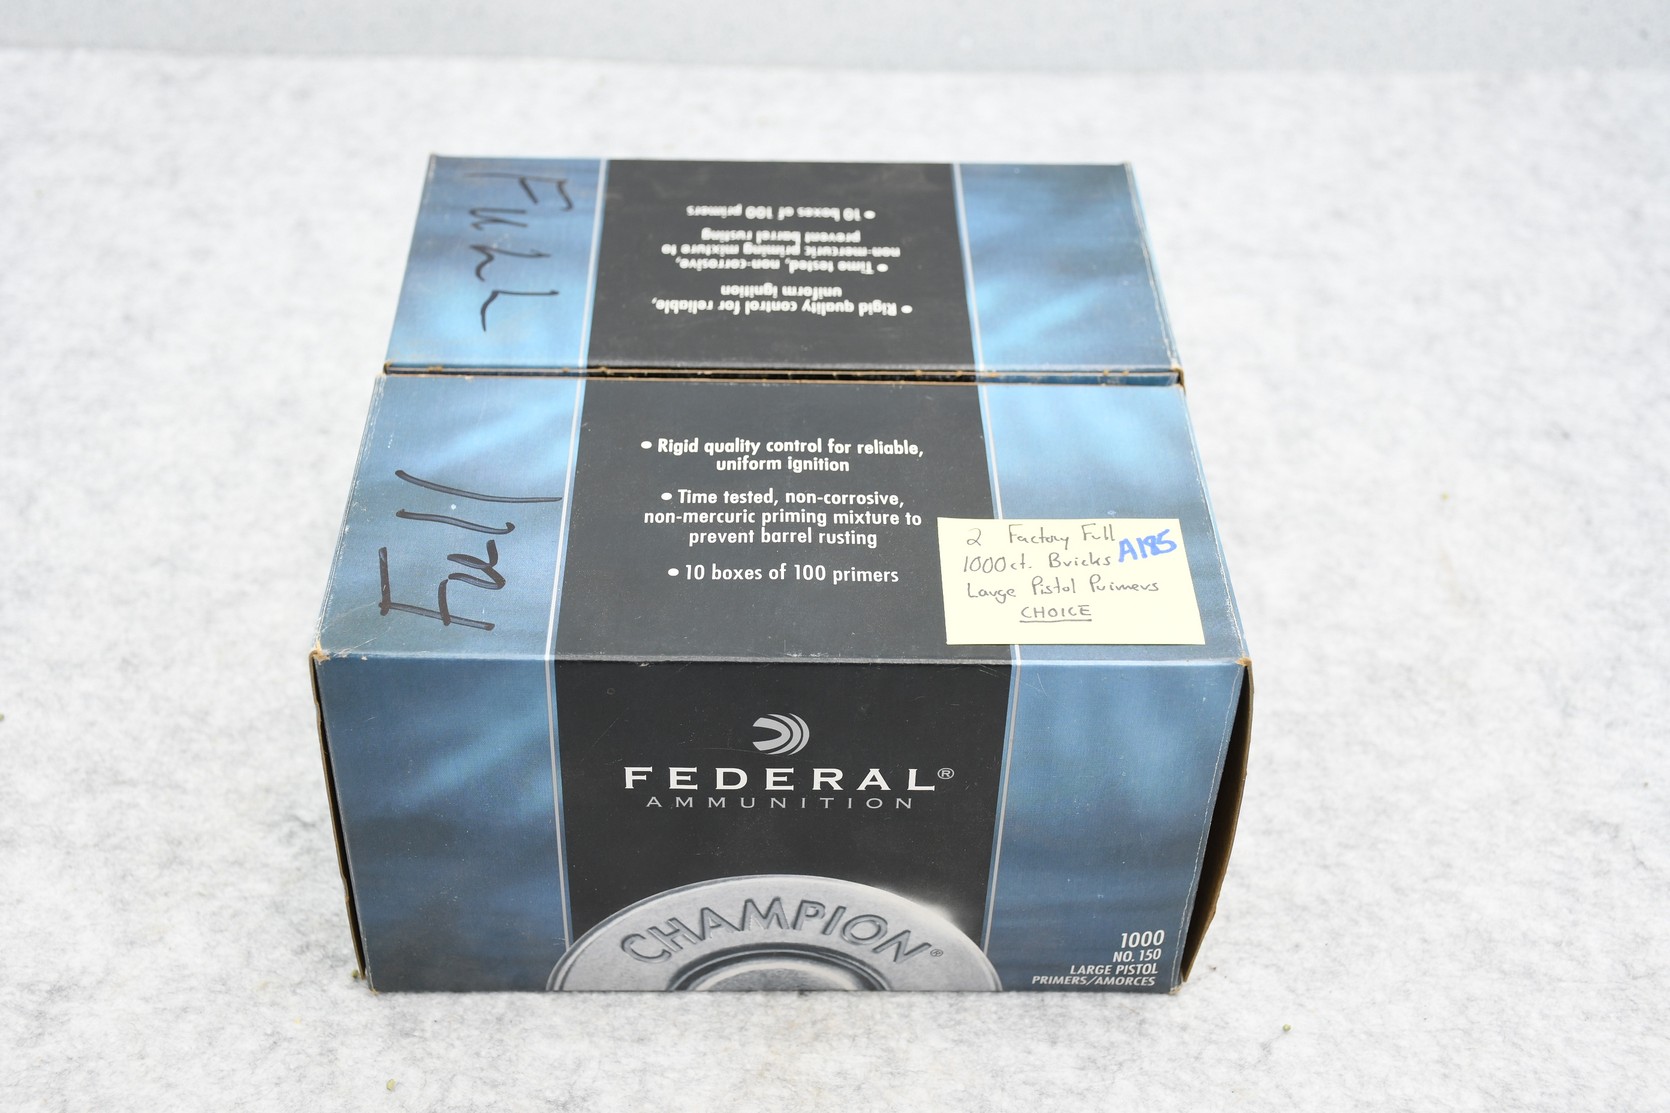 Full
• 10 boxes of 100 primers
prevent barrel rusting
non-mercuric priming mixture to
• Time tested, non-corrosive,
uniform ignition
• Rigid quality control for reliable,
Full
• Rigid quality control for reliable,
uniform ignition
• Time tested, non-corrosive,
non-mercuric priming mixture to
prevent barrel rusting
• 10 boxes of 100 primers
2 Factory Full
1000 ct. Bricks A185
Large Pistol Primers
CHOICE
FEDERAL®
AMMUNITION
CHAMPION®
1000
NO. 150
LARGE PISTOL
PRIMERS/AMORCES